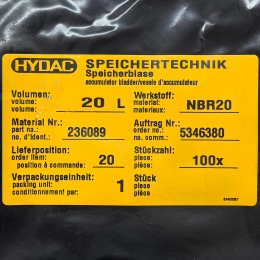 HYDAC SPEICHERTECHNIK
Speicherblase
accumulator bladder/vessie d'accumulateur
Volumen: 20 L
volume:
volume:
Werkstoff: NBR20
material:
matériaux:
Material Nr.: 236089
part no.:
no. d'ident.:
Auftrag Nr.: 5346380
order no.:
no. comm.:
Lieferposition: 20
order item:
position à commande:
Stückzahl: 100x
piece:
pièce:
Verpackungseinheit: 1
packing unit:
conditionnement par:
Stück
piece
pièce